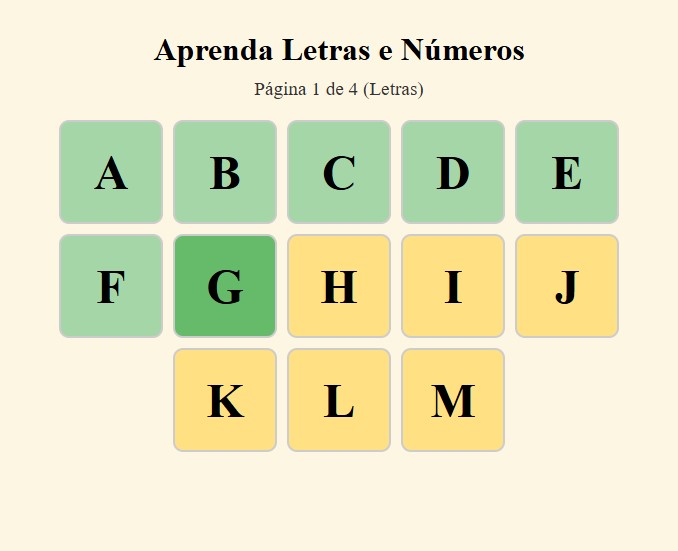 Aprenda Letras e Números
Página 1 de 4 (Letras)
A B C D E
F G H I J
K L M